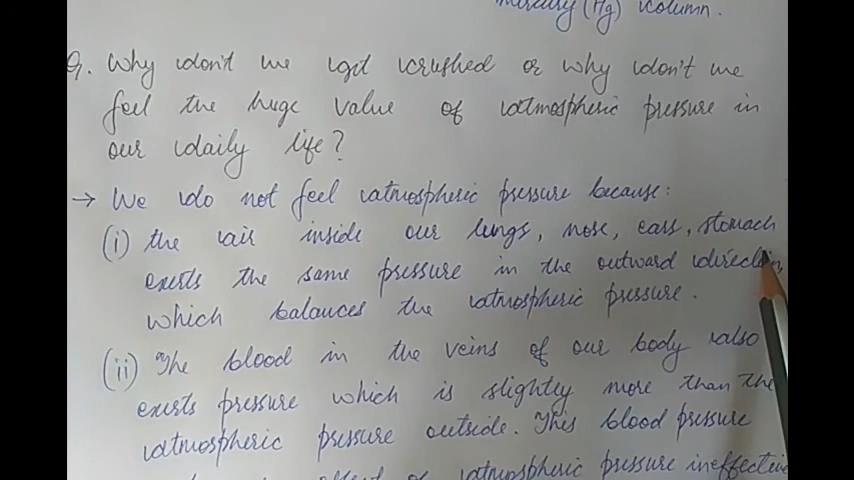 mercury (Hg) column.
Q. Why don't we get crushed or why don't we
feel the huge value of atmospheric pressure in
our daily life?
→ We do not feel atmospheric pressure because:
(i) the air inside our lungs, nose, ears, stomach
exerts the same pressure in the outward direction,
which balances the atmospheric pressure.
(ii) The blood in the veins of our body also
exerts pressure which is slightly more than the
atmospheric pressure outside. This blood pressure
effect of atmospheric pressure ineffective